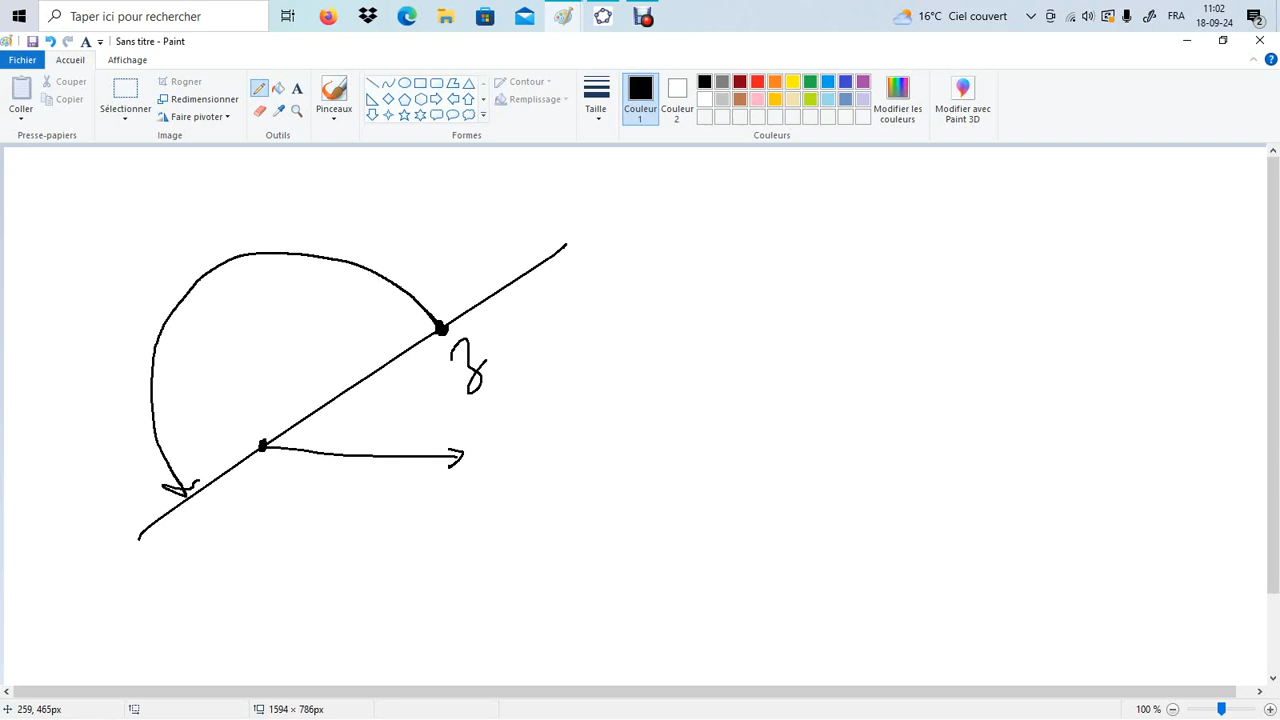 Taper ici pour rechercher
16°C Ciel couvert
FRA
11:02
18-09-24
2
Sans titre - Paint
Fichier
Accueil
Affichage
Coller
Couper
Copier
Presse-papiers
Sélectionner
Rogner
Redimensionner
Faire pivoter
Image
A
Outils
Pinceaux
Contour
Remplissage
Formes
Taille
Couleur 1
Couleur 2
Modifier les couleurs
Couleurs
Modifier avec Paint 3D
z
259, 465px
1594 × 786px
100 %